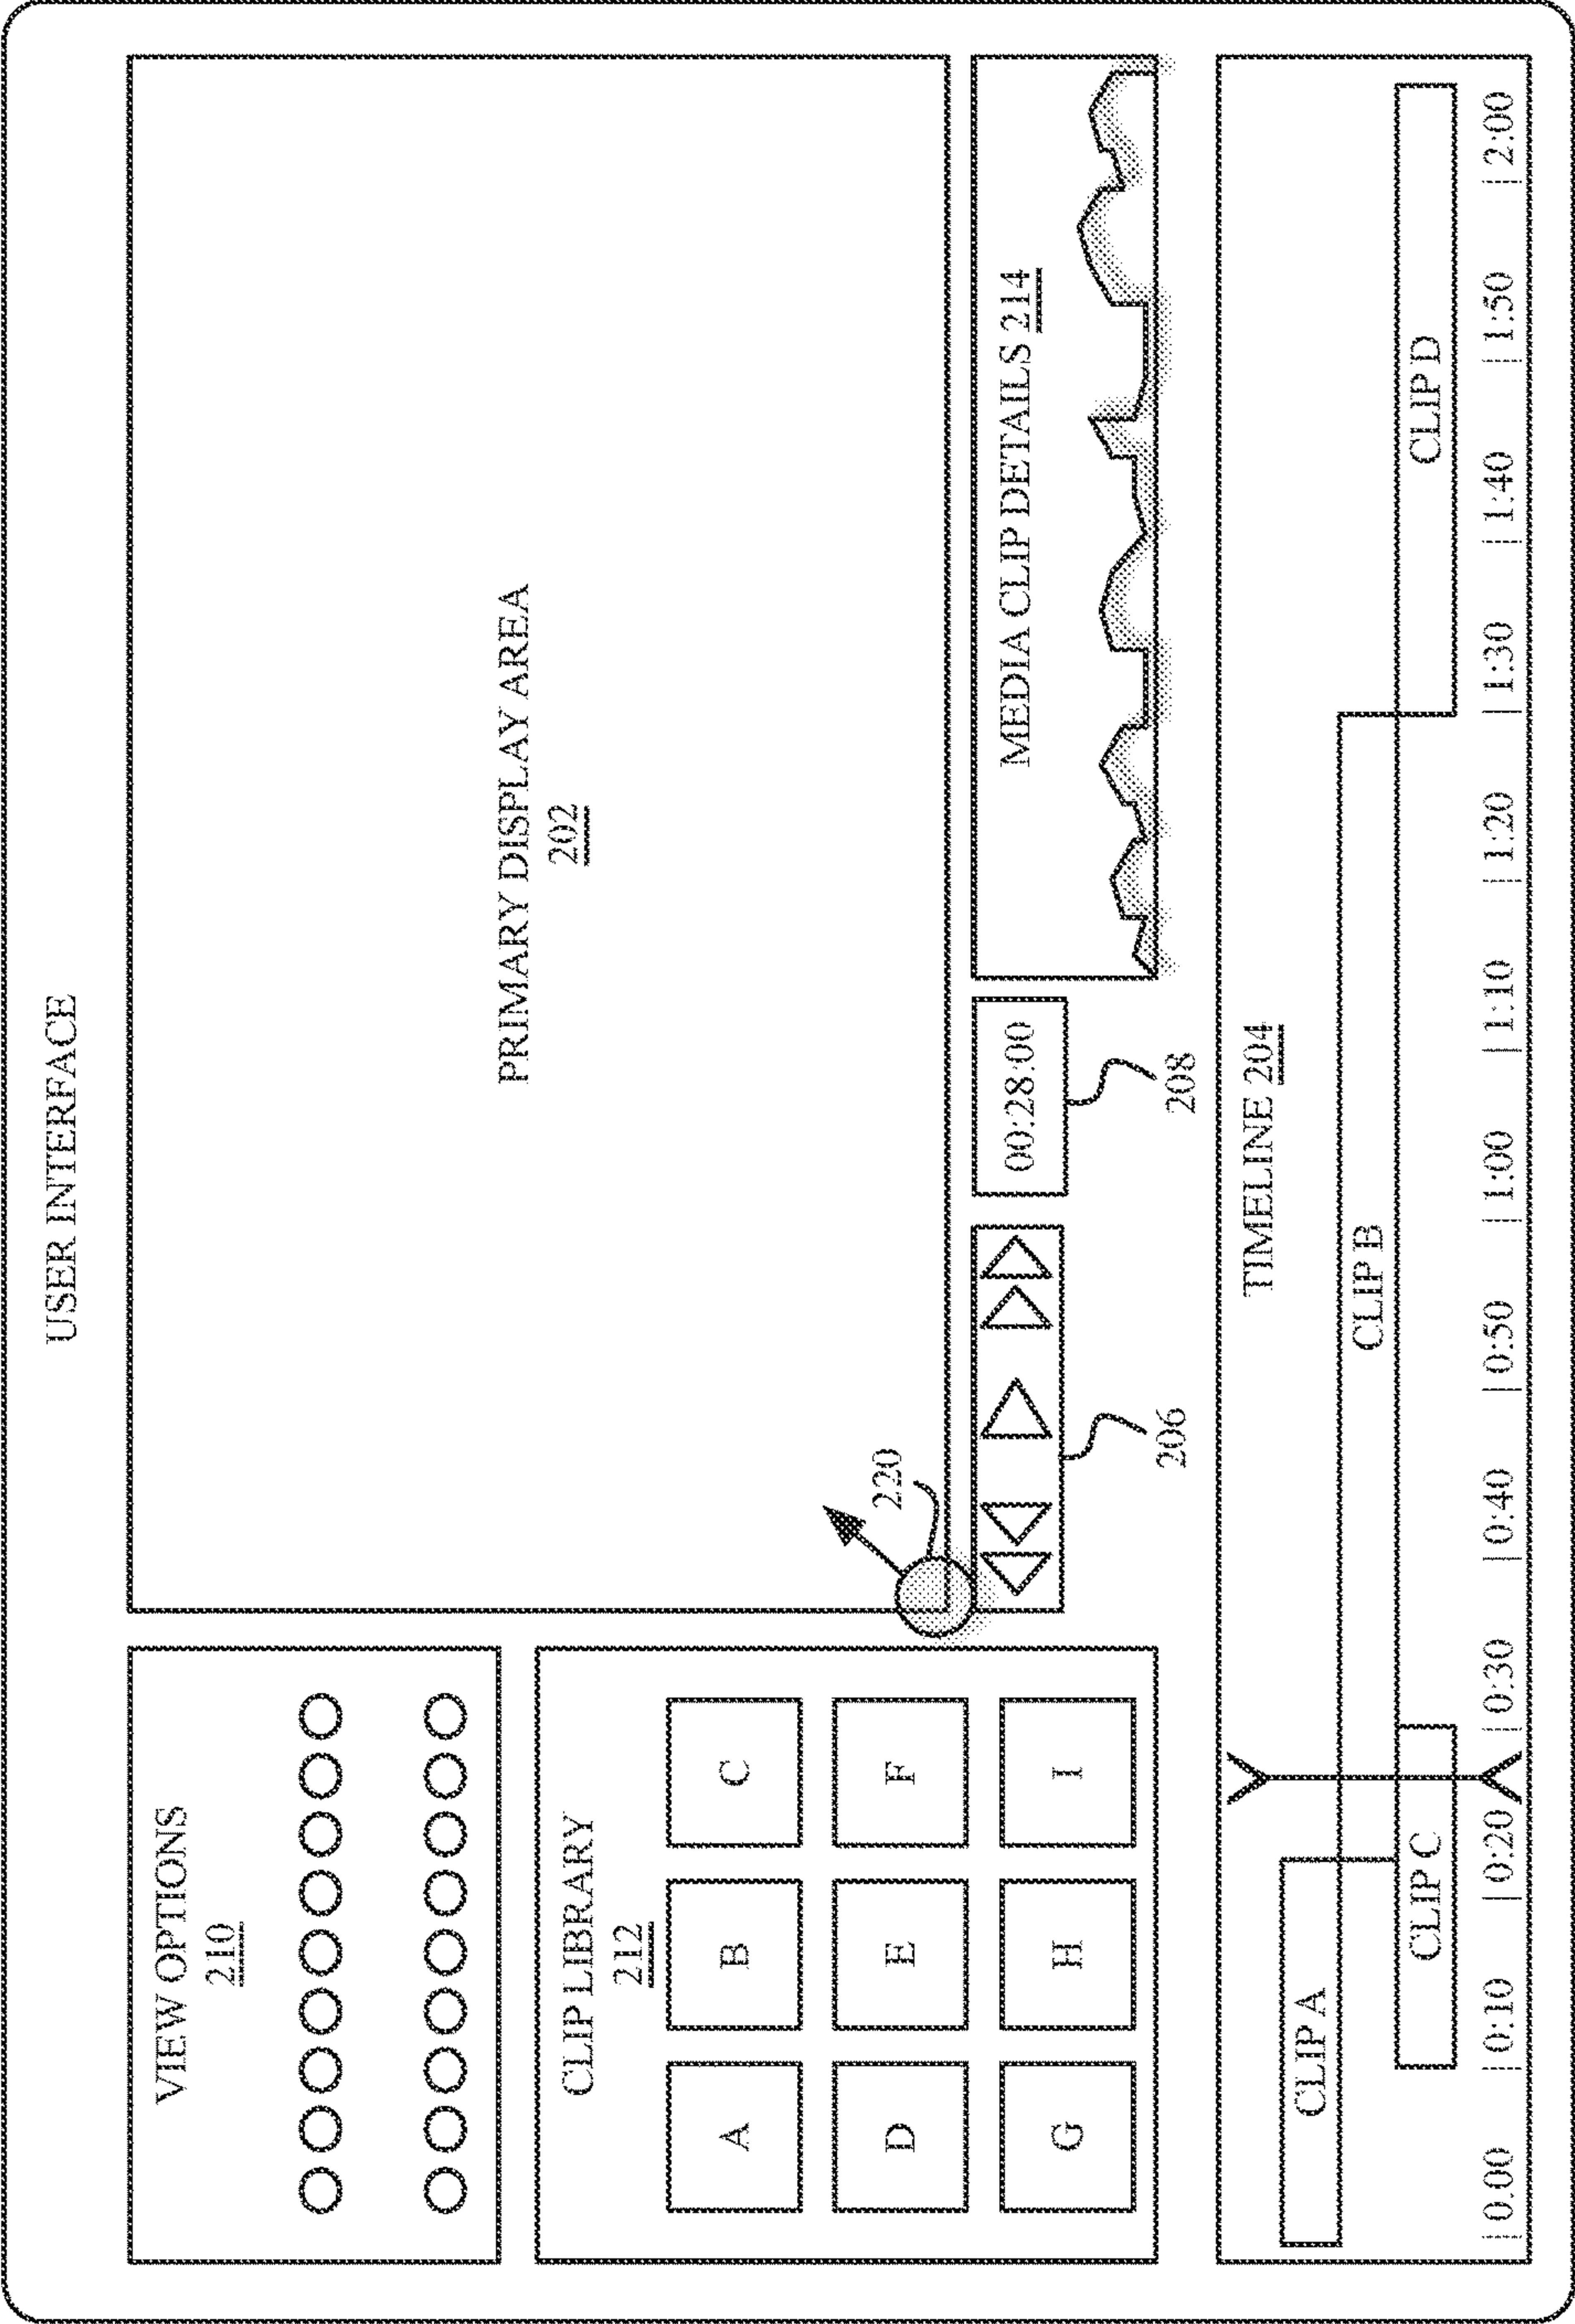 USER INTERFACE
VIEW OPTIONS
210
CLIP LIBRARY
212
A
B
C
D
E
F
G
H
I
PRIMARY DISPLAY AREA
202
220
206
00:28:00
208
MEDIA CLIP DETAILS 214
TIMELINE 204
CLIP A
CLIP B
CLIP C
CLIP D
|0.00 |0:10 |0:20 |0:30 |0:40 |0:50 |1:00 |1:10 |1:20 |1:30 |1:40 |1:50 |2:00